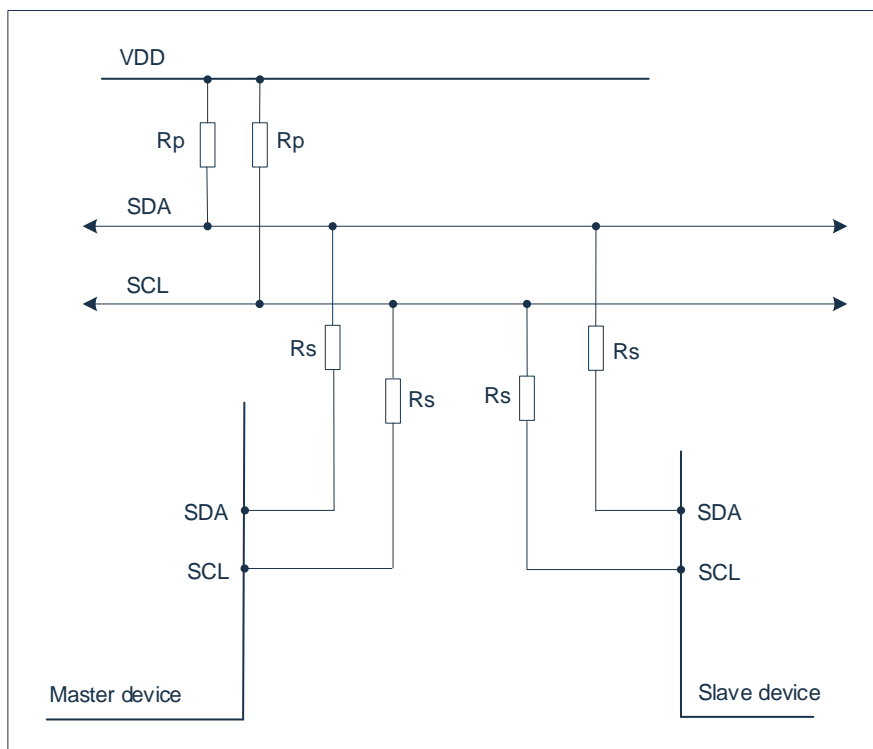 VDD
Rp
Rp
SDA
SCL
Rs
Rs
Rs
Rs
SDA
SCL
SDA
SCL
Master device
Slave device